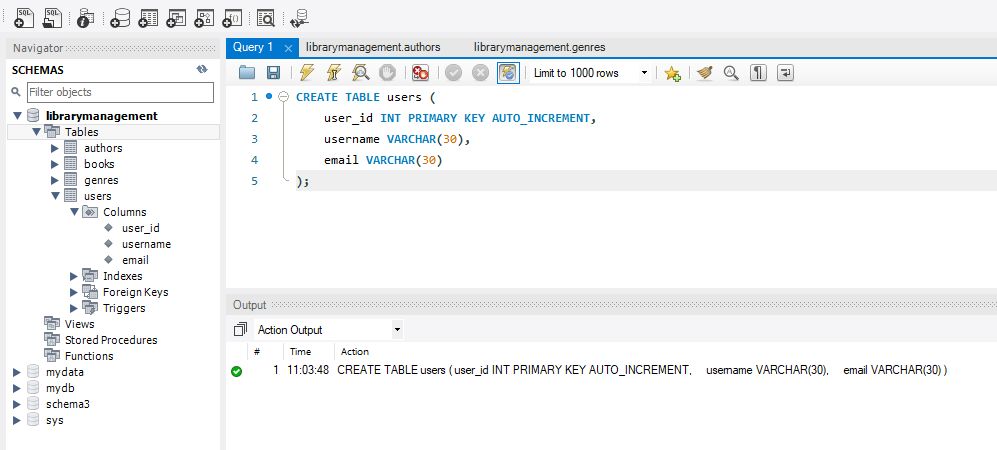 Navigator
SCHEMAS
Filter objects
librarymanagement
Tables
authors
books
genres
users
Columns
user_id
username
email
Indexes
Foreign Keys
Triggers
Views
Stored Procedures
Functions
mydata
mydb
schema3
sys
Query 1
librarymanagement.authors
librarymanagement.genres
Limit to 1000 rows
1 CREATE TABLE users (
2 user_id INT PRIMARY KEY AUTO_INCREMENT,
3 username VARCHAR(30),
4 email VARCHAR(30)
5 );
Output
Action Output
# Time Action
1 11:03:48 CREATE TABLE users ( user_id INT PRIMARY KEY AUTO_INCREMENT, username VARCHAR(30), email VARCHAR(30) )